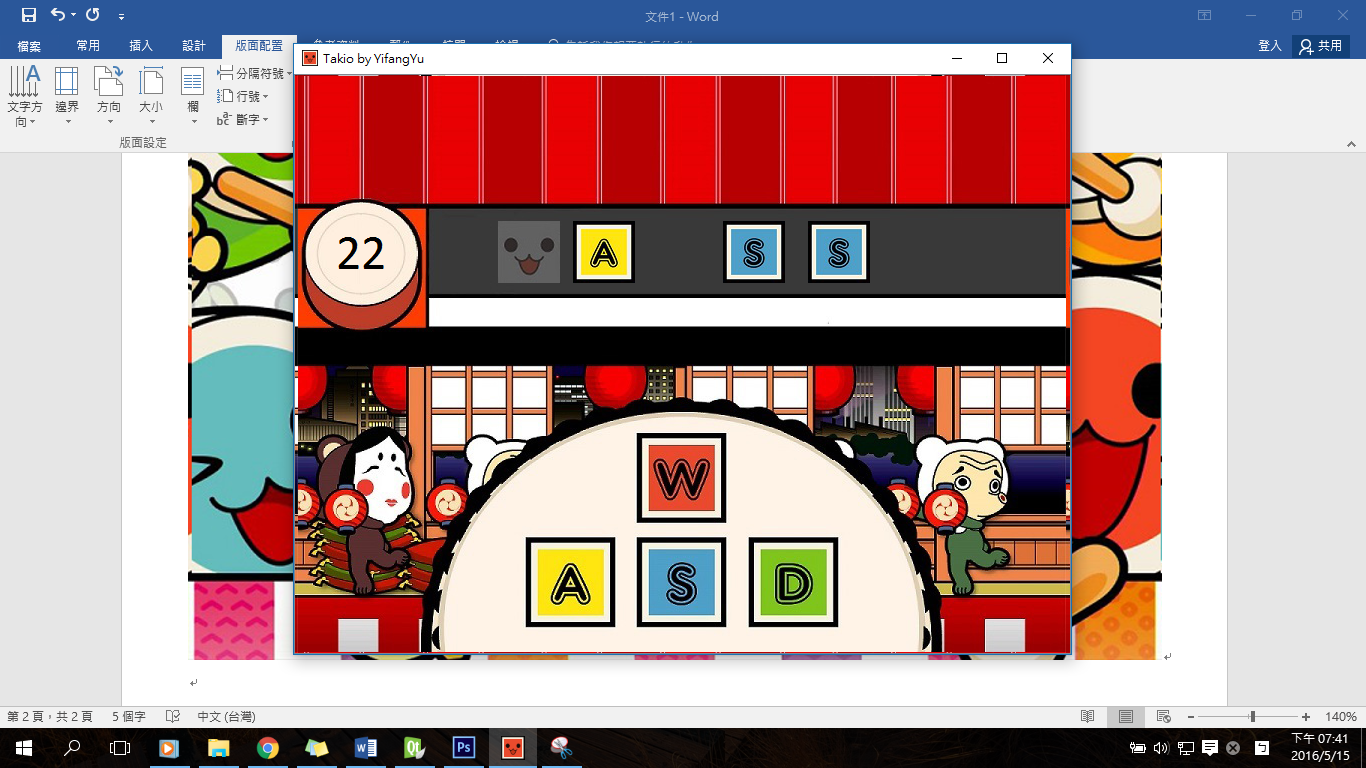 文件1 - Word
檔案 常用 插入 設計 版面配置
登入 共用
Takio by YifangYu
文字方向 邊界 方向 大小 欄
分隔符號
行號
斷字
版面設定
22
A S S
W
A S D
第 2 頁，共 2 頁 5 個字 中文 (台灣) 140%
下午 07:41
2016/5/15